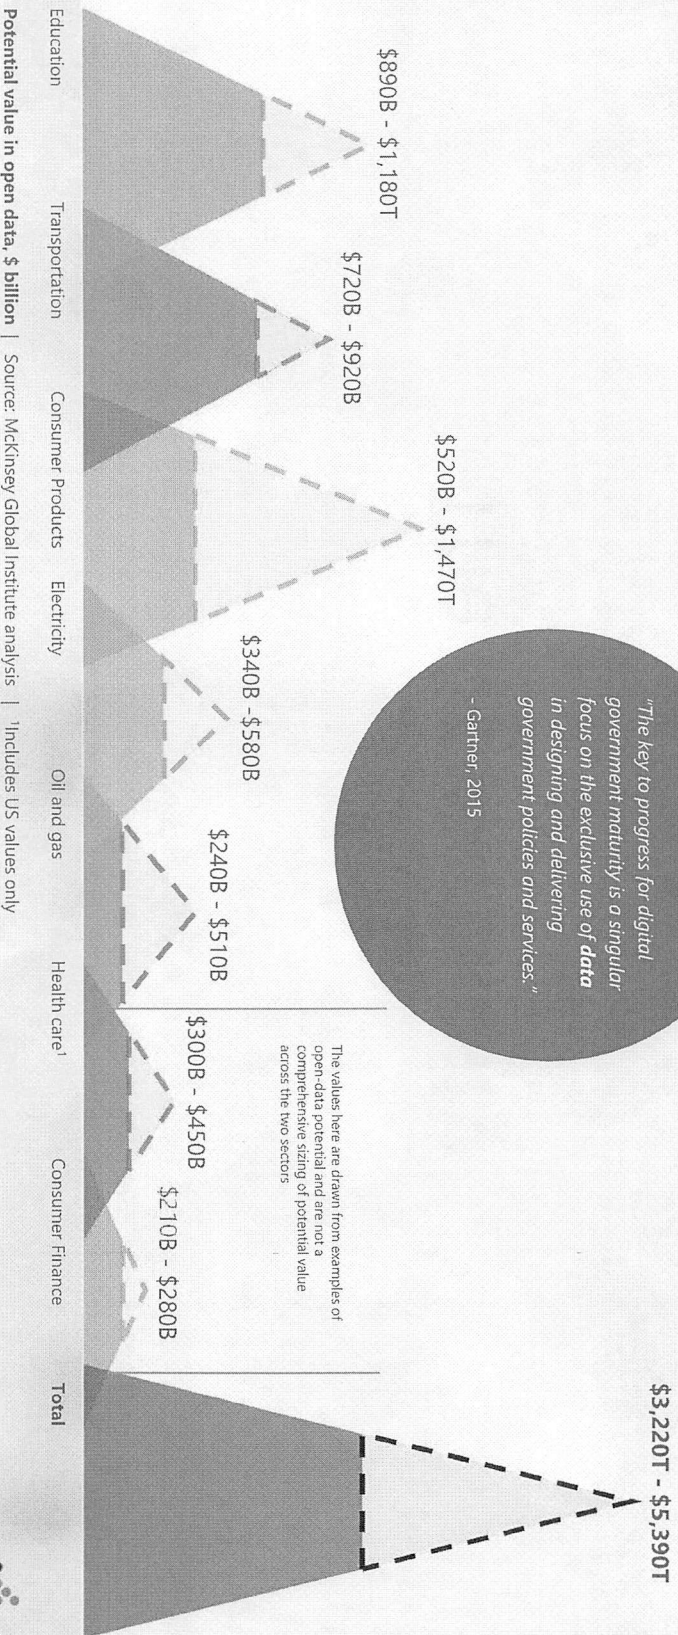 $3,220T - $5,390T
"The key to progress for digital
government maturity is a singular
focus on the exclusive use of data
in designing and delivering
government policies and services."
- Gartner, 2015
$890B - $1,180T
$720B - $920B
$520B - $1,470T
$340B -$580B
$240B - $510B
$300B - $450B
$210B - $280B
The values here are drawn from examples of
open-data potential and are not a
comprehensive sizing of potential value
across the two sectors
Education
Transportation
Consumer Products
Electricity
Oil and gas
Health care¹
Consumer Finance
Total
Potential value in open data, $ billion | Source: McKinsey Global Institute analysis | ¹Includes US values only